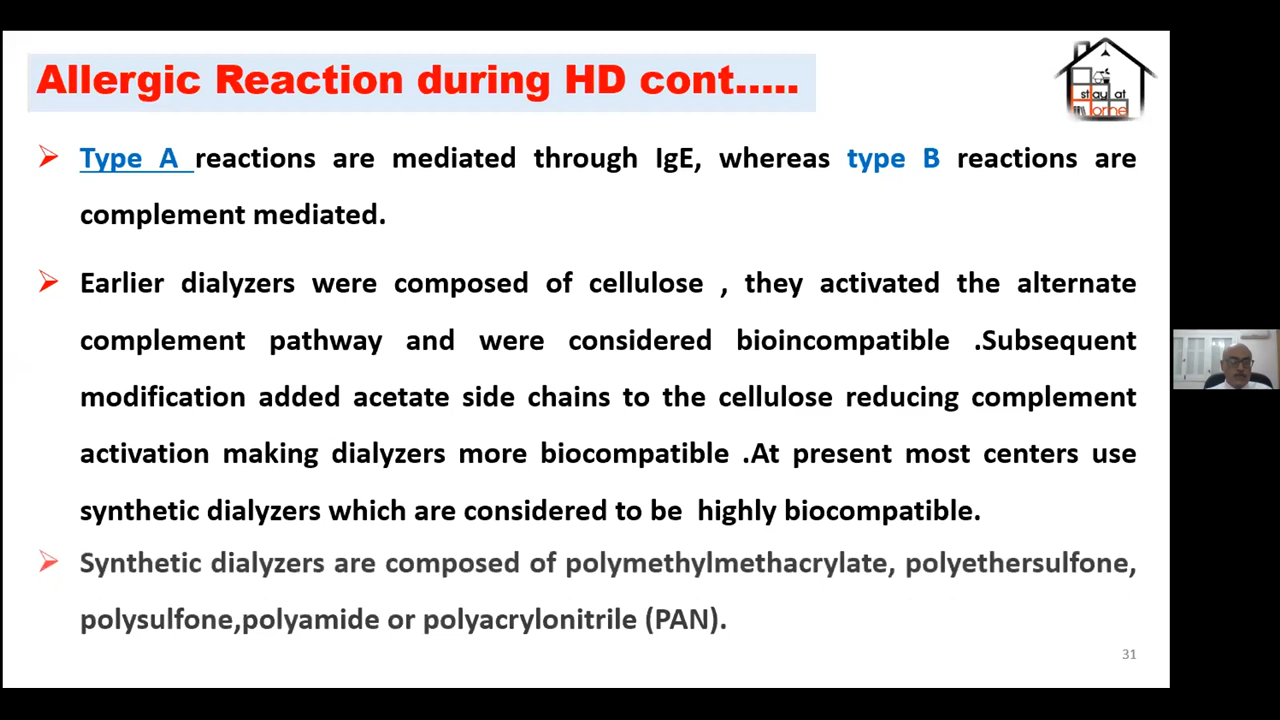 Allergic Reaction during HD cont.....
stay at
home
Type A reactions are mediated through IgE, whereas type B reactions are
complement mediated.
Earlier dialyzers were composed of cellulose , they activated the alternate
complement pathway and were considered bioincompatible .Subsequent
modification added acetate side chains to the cellulose reducing complement
activation making dialyzers more biocompatible .At present most centers use
synthetic dialyzers which are considered to be highly biocompatible.
Synthetic dialyzers are composed of polymethylmethacrylate, polyethersulfone,
polysulfone,polyamide or polyacrylonitrile (PAN).
31